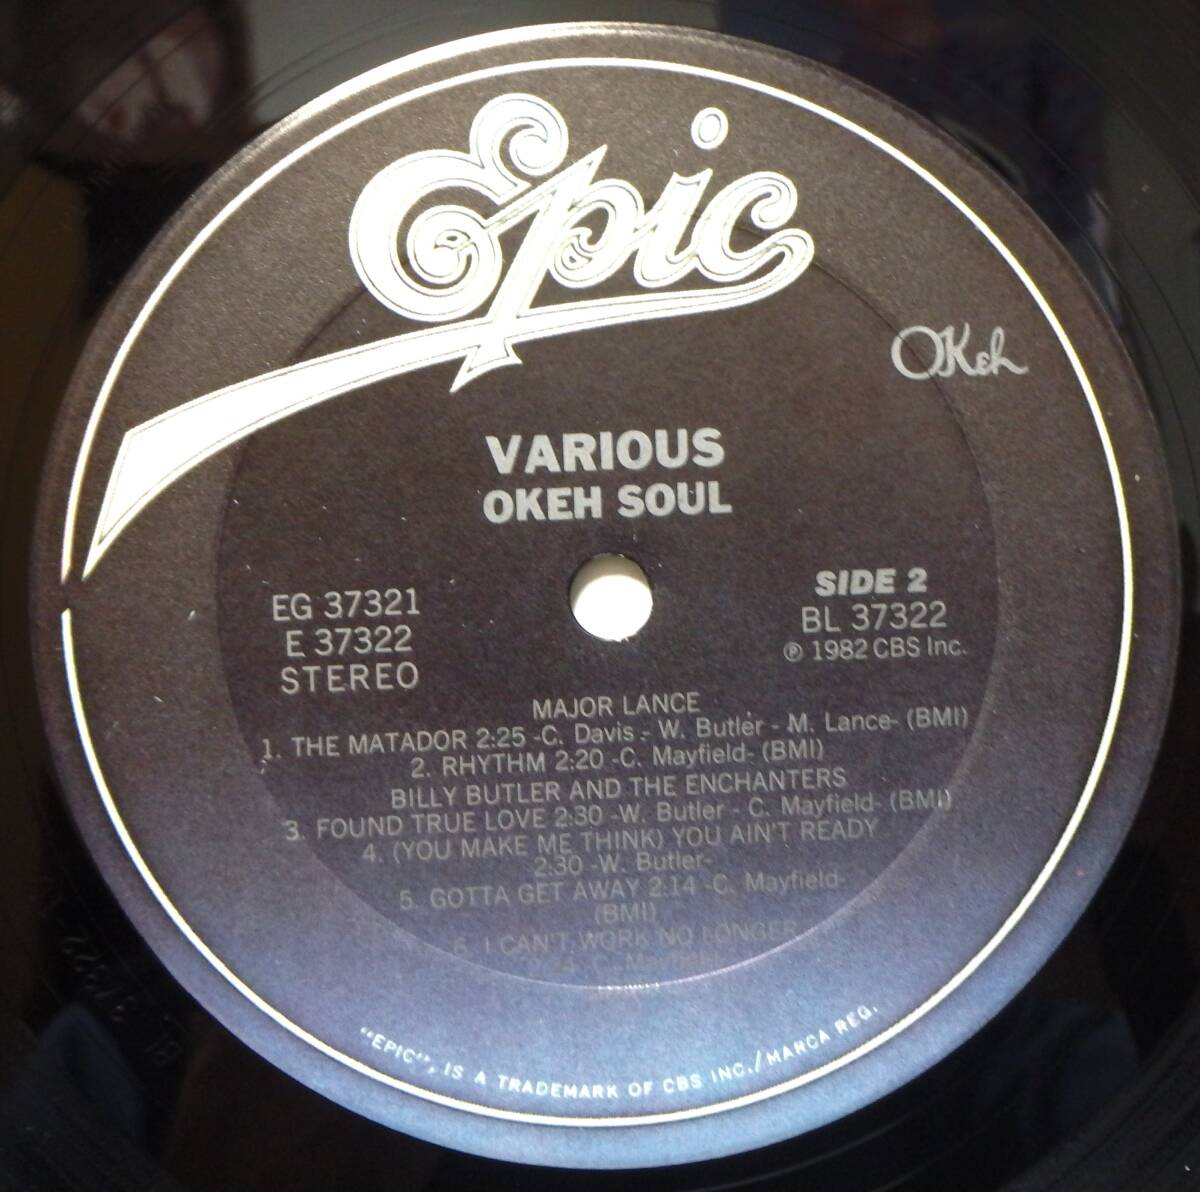 Epic
OKeh
VARIOUS
OKEH SOUL
EG 37321
E 37322
STEREO
SIDE 2
BL 37322
℗ 1982 CBS Inc.
MAJOR LANCE
1. THE MATADOR 2:25 -C. Davis - W. Butler - M. Lance- (BMI)
2. RHYTHM 2:20 -C. Mayfield- (BMI)
BILLY BUTLER AND THE ENCHANTERS
3. FOUND TRUE LOVE 2:30 -W. Butler - C. Mayfield- (BMI)
4. (YOU MAKE ME THINK) YOU AIN'T READY
2:30 -W. Butler-
5. GOTTA GET AWAY 2:14 -C. Mayfield-
(BMI)
6. I CAN'T WORK NO LONGER
C. Mayfield
"EPIC", IS A TRADEMARK OF CBS INC./MARCA REG.